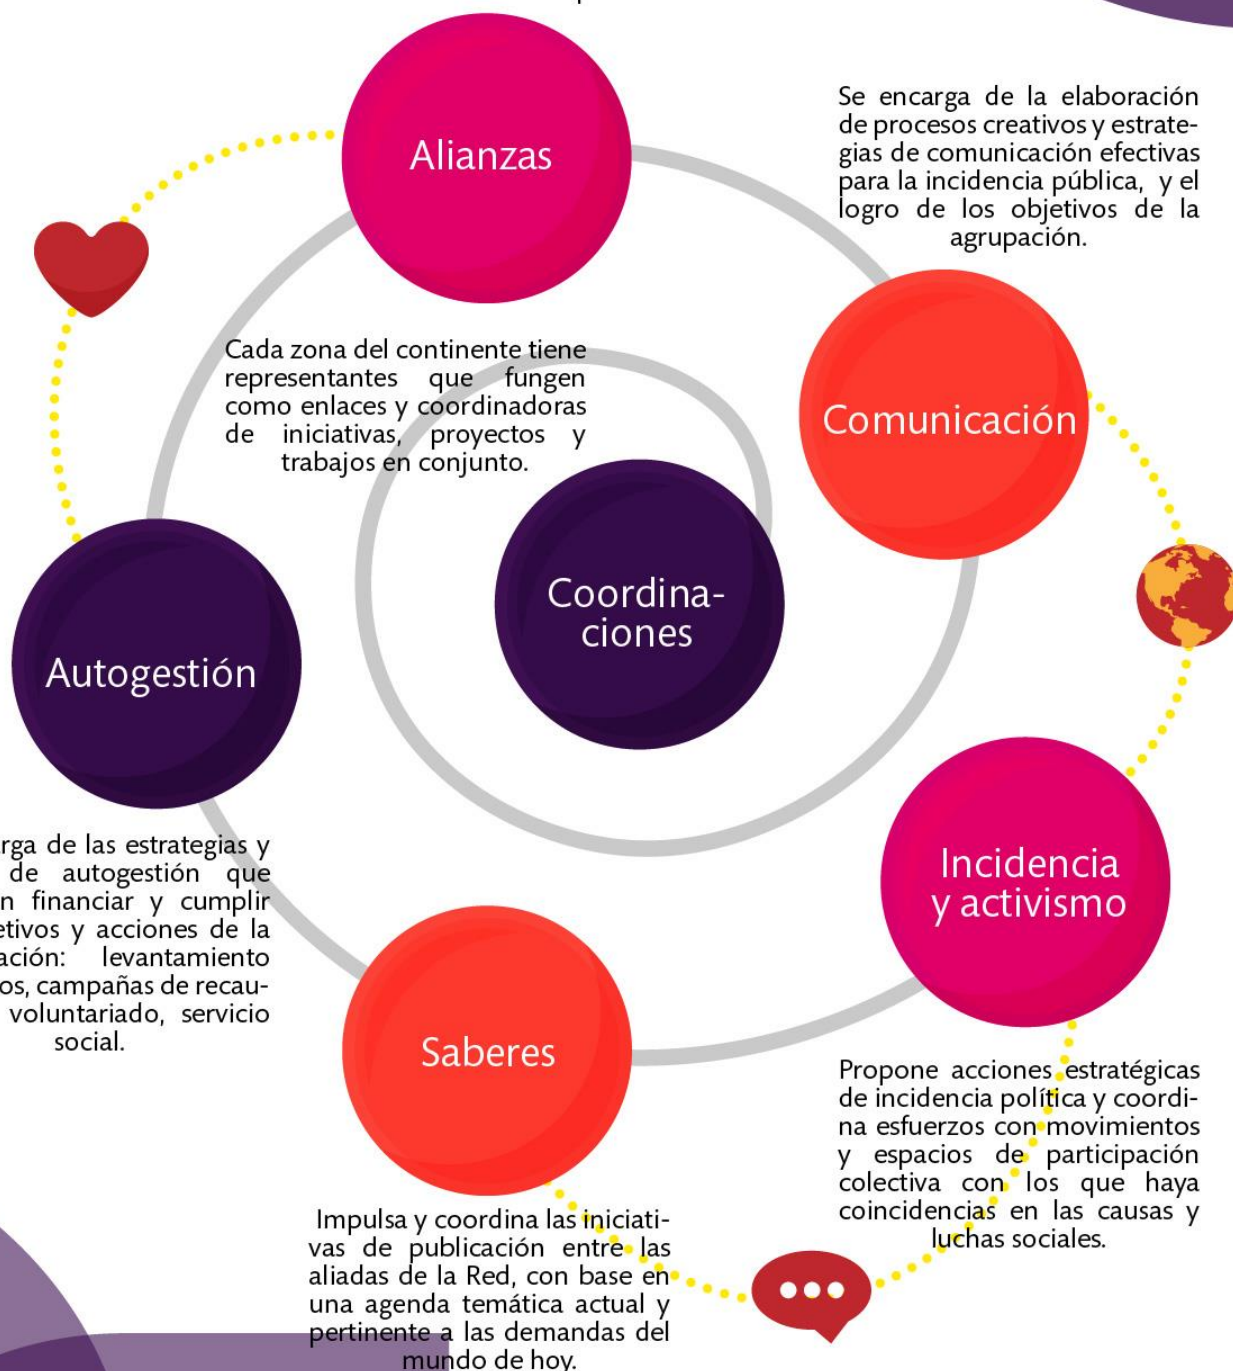 Alianzas
Se encarga de la elaboración
de procesos creativos y estrate-
gias de comunicación efectivas
para la incidencia pública, y el
logro de los objetivos de la
agrupación.
Comunicación
Cada zona del continente tiene
representantes que fungen
como enlaces y coordinadoras
de iniciativas, proyectos y
trabajos en conjunto.
Coordina-
ciones
Autogestión
de las estrategias y
de autogestión que
financiar y cumplir
y acciones de la
levantamiento
campañas de recau-
voluntariado, servicio
social.
Incidencia
y activismo
Propone acciones estratégicas
de incidencia política y coordi-
na esfuerzos con movimientos
y espacios de participación
colectiva con los que haya
coincidencias en las causas y
luchas sociales.
Saberes
Impulsa y coordina las iniciati-
vas de publicación entre las
aliadas de la Red, con base en
una agenda temática actual y
pertinente a las demandas del
mundo de hoy.